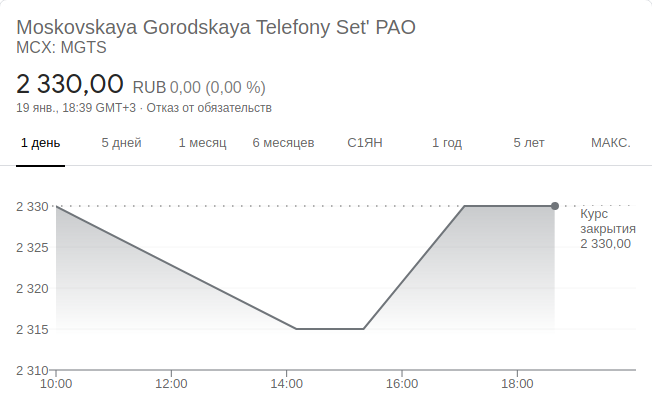 Moskovskaya Gorodskaya Telefony Set' PAO
MCX: MGTS
2 330,00 RUB 0,00 (0,00 %)
19 янв., 18:39 GMT+3 · Отказ от обязательств
1 день 5 дней 1 месяц 6 месяцев С1ЯН 1 год 5 лет МАКС.
2 330
Курс
закрытия
2 330,00
2 325
2 320
2 315
2 310
10:00 12:00 14:00 16:00 18:00